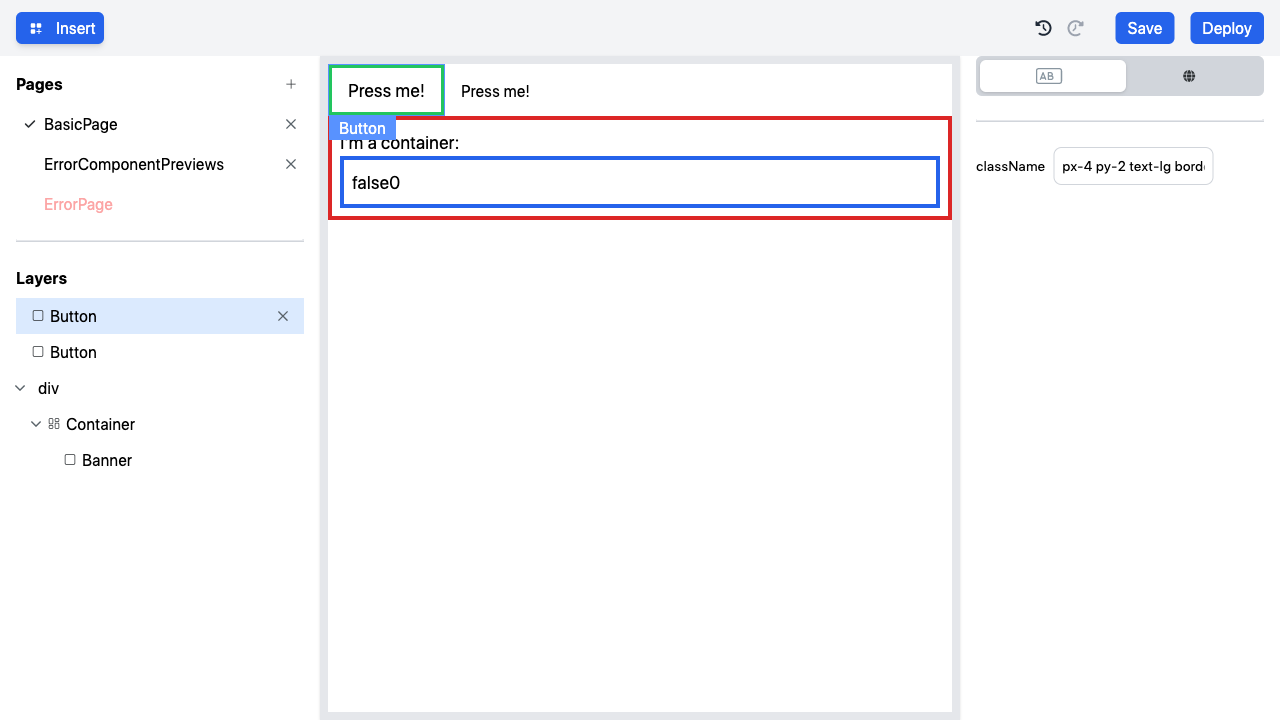 Insert
Save
Deploy
Pages
BasicPage
ErrorComponentPreviews
ErrorPage
Layers
Button
Button
div
Container
Banner
Press me!
Press me!
Button
I'm a container:
false0
AB
className
px-4 py-2 text-lg bord